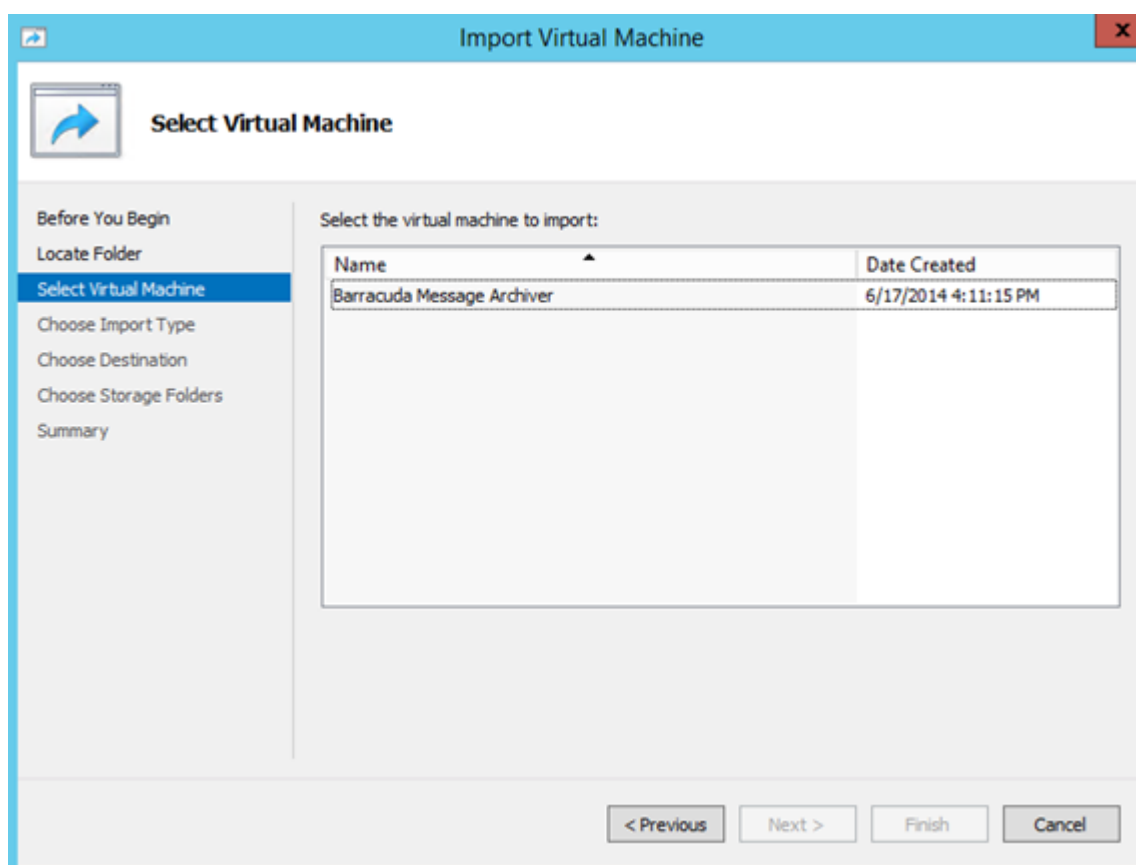 Import Virtual Machine
x
Select Virtual Machine
Before You Begin
Locate Folder
Select Virtual Machine
Choose Import Type
Choose Destination
Choose Storage Folders
Summary
Select the virtual machine to import:
Name Date Created
Barracuda Message Archiver 6/17/2014 4:11:15 PM
< Previous Next > Finish Cancel